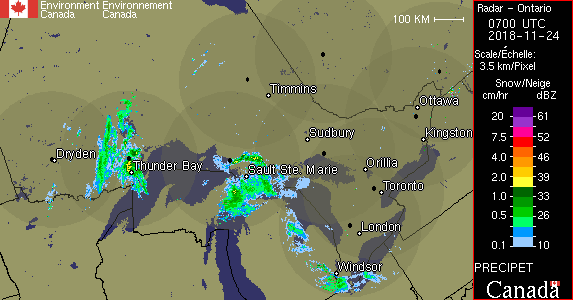 Environment Environnement
Canada Canada
100 KM
Timmins
Ottawa
Sudbury
Kingston
Dryden
Thunder Bay
Sault Ste. Marie
Orillia
Toronto
London
Windsor
Radar - Ontario
0700 UTC
2018-11-24
Scale/Échelle:
3.5 km/Pixel
Snow/Neige
cm/hr dBZ
20 61
7.5 57
5.0 52
4.0 46
2.0 39
1.0 33
0.5 26
0.1 10
PRECIPET
Canada